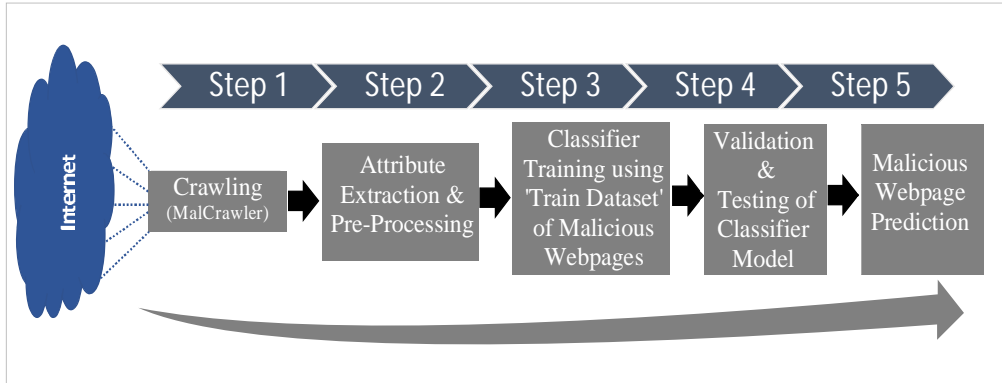 Step 1
Step 2
Step 3
Step 4
Step 5
Internet
Crawling
(MalCrawler)
Attribute
Extraction &
Pre-Processing
Classifier
Training using
'Train Dataset'
of Malicious
Webpages
Validation
&
Testing of
Classifier
Model
Malicious
Webpage
Prediction